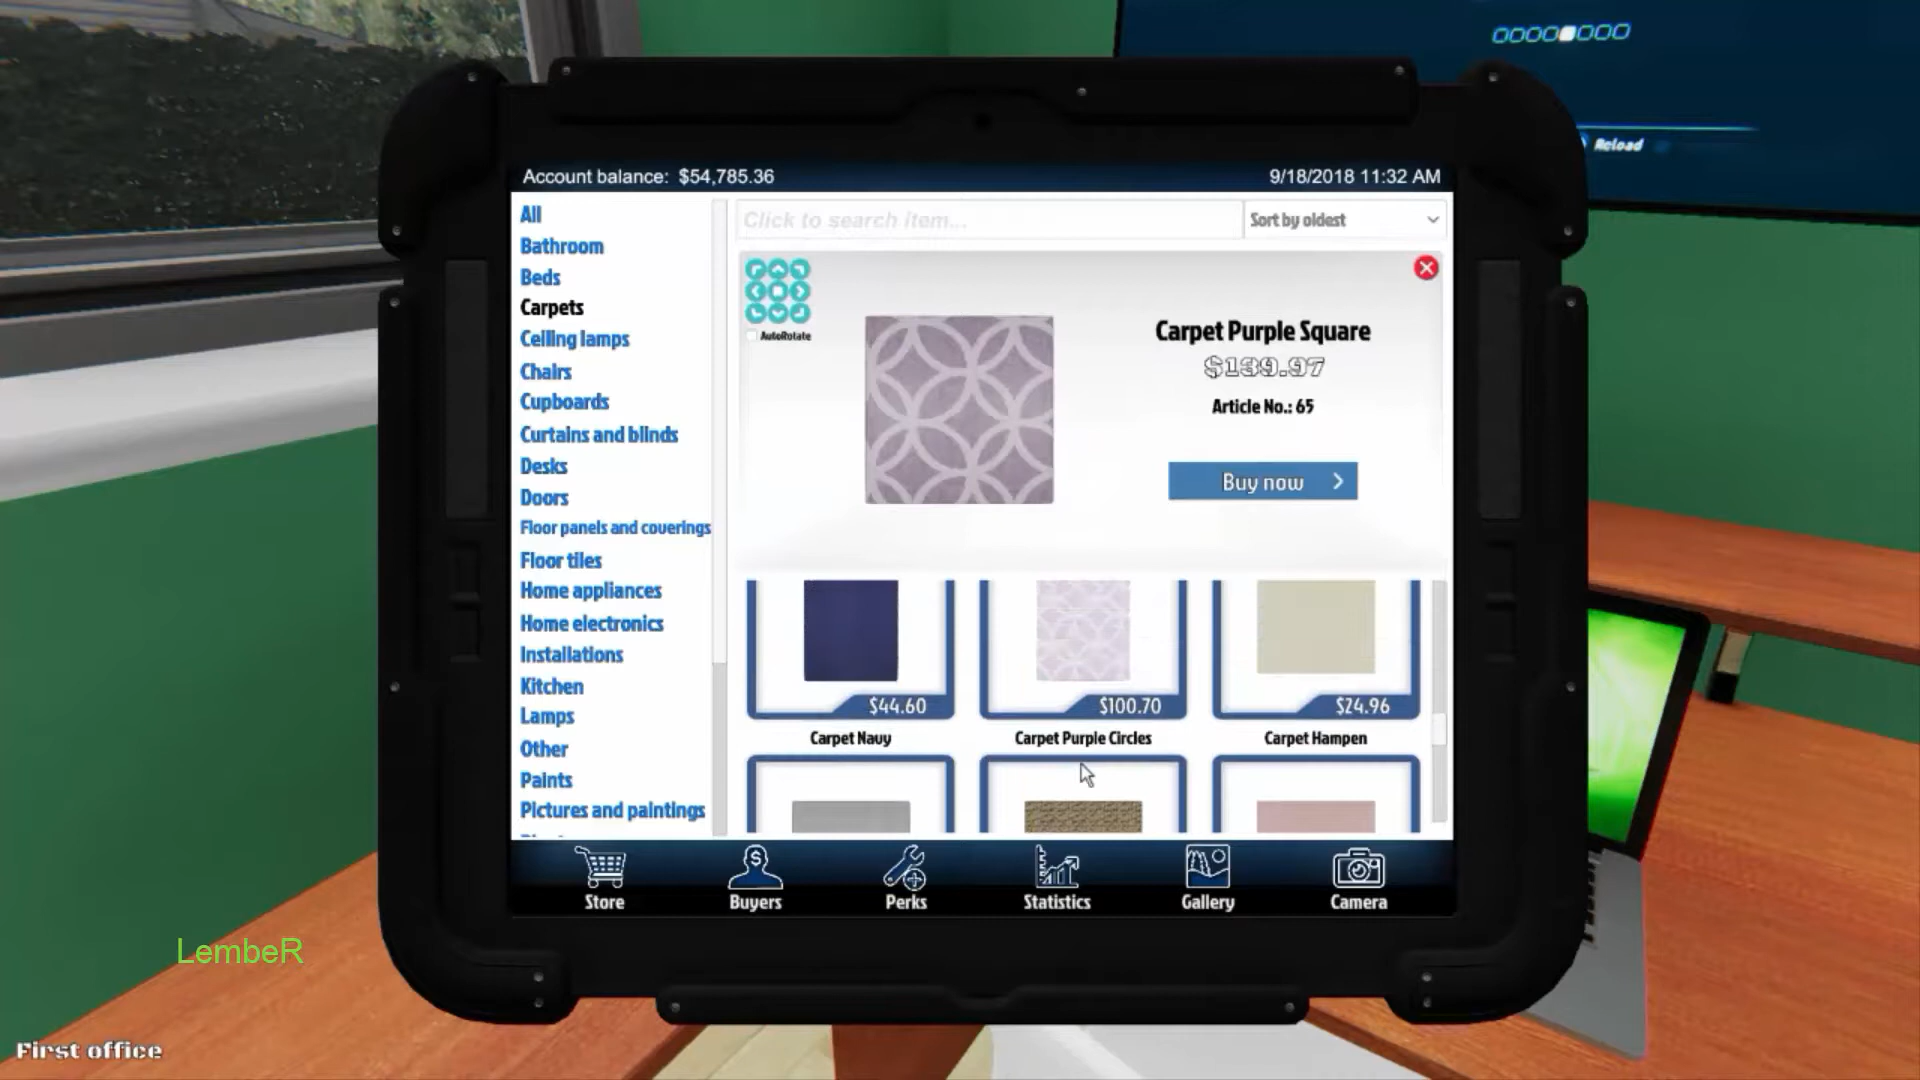 Reload
Account balance: $54,785.36
9/18/2018 11:32 AM
All
Bathroom
Beds
Carpets
Ceiling lamps
Chairs
Cupboards
Curtains and blinds
Desks
Doors
Floor panels and coverings
Floor tiles
Home appliances
Home electronics
Installations
Kitchen
Lamps
Other
Paints
Pictures and paintings
Click to search item...
Sort by oldest
AutoRotate
Carpet Purple Square
$139.97
Article No.: 65
Buy now
$44.60
$100.70
$24.96
Carpet Navy
Carpet Purple Circles
Carpet Hampen
Store
Buyers
Perks
Statistics
Gallery
Camera
LembeR
First office